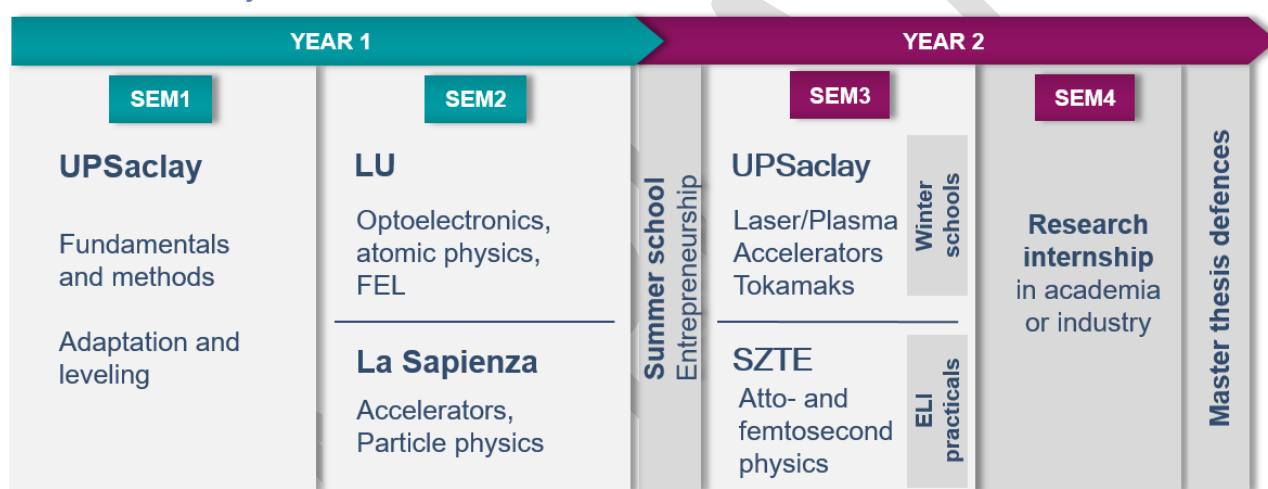 YEAR 1
YEAR 2
SEM1
UPSaclay
Fundamentals
and methods
Adaptation and
leveling
SEM2
LU
Optoelectronics,
atomic physics,
FEL
La Sapienza
Accelerators,
Particle physics
Summer school
Entrepreneurship
SEM3
UPSaclay
Laser/Plasma
Accelerators
Tokamaks
Winter
schools
SZTE
Atto- and
femtosecond
physics
ELI
practicals
SEM4
Research
internship
in academia
or industry
Master thesis defences